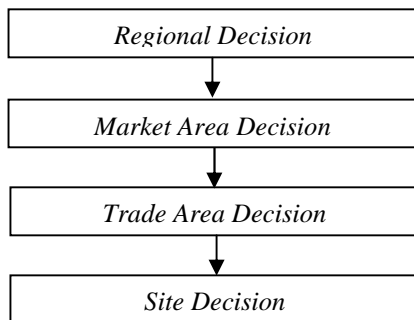 Regional Decision
Market Area Decision
Trade Area Decision
Site Decision